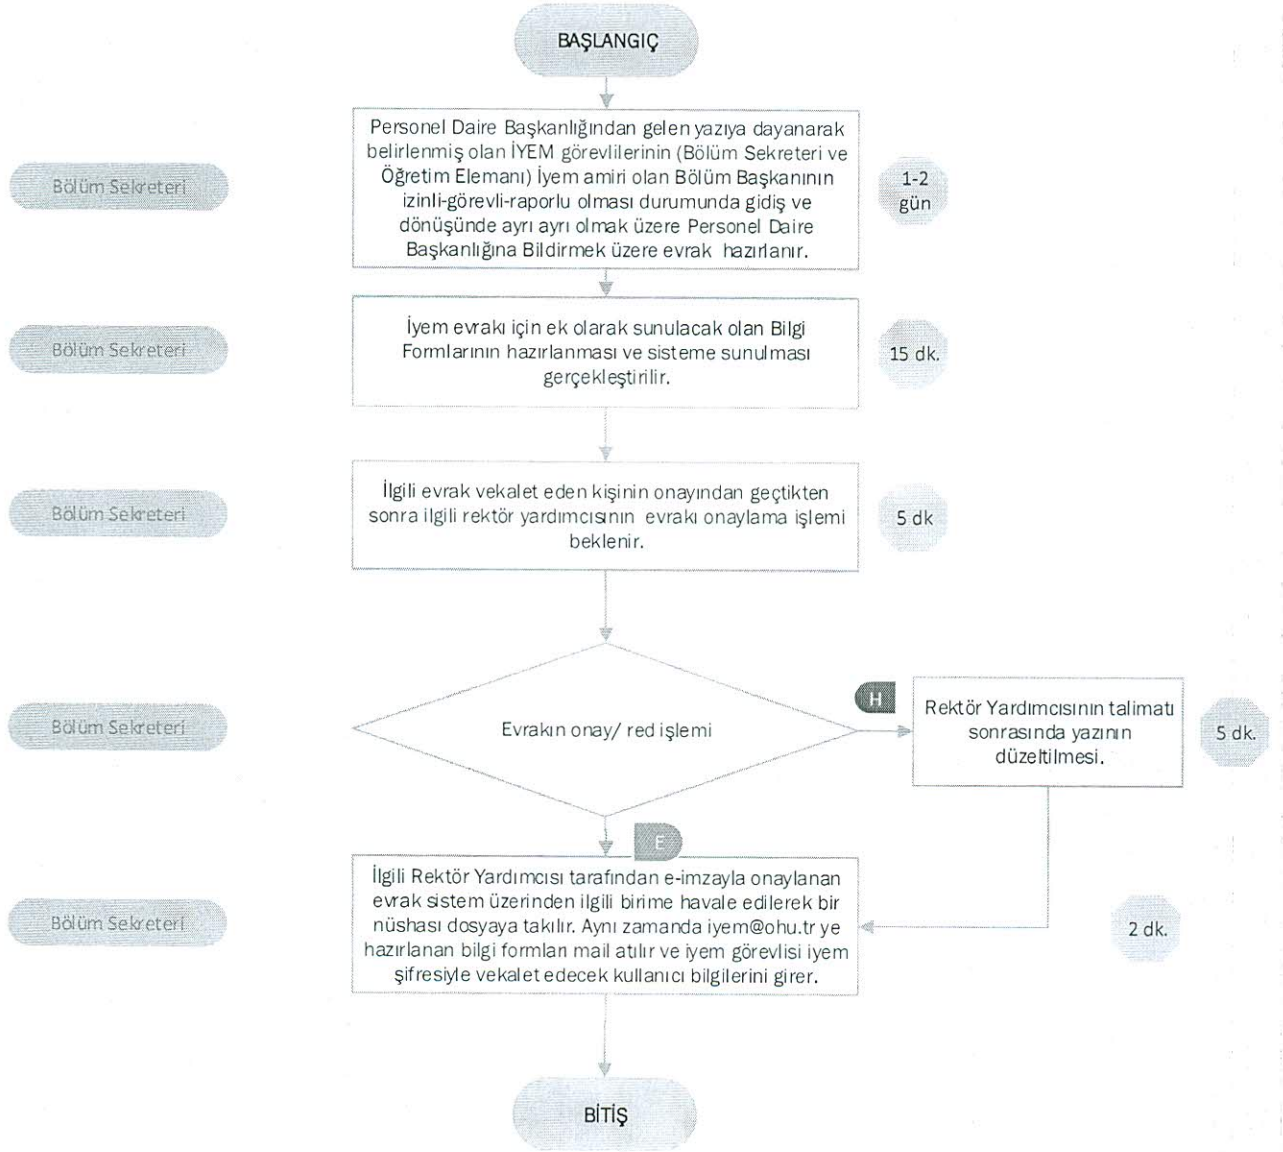 BAŞLANGIÇ
Bölüm Sekreteri
Personel Daire Başkanlığından gelen yazıya dayanarak
belirlenmiş olan İYEM görevlilerinin (Bölüm Sekreteri ve
Öğretim Elemanı) İyem amiri olan Bölüm Başkanının
izinli-görevli-raporlu olması durumunda gidiş ve
dönüşünde ayrı ayrı olmak üzere Personel Daire
Başkanlığına Bildirmek üzere evrak hazırlanır.
1-2
gün
Bölüm Sekreteri
İyem evrakı için ek olarak sunulacak olan Bilgi
Formlarının hazırlanması ve sisteme sunulması
gerçekleştirilir.
15 dk.
Bölüm Sekreteri
İlgili evrak vekalet eden kişinin onayından geçtikten
sonra ilgili rektör yardımcısının evrakı onaylama işlemi
beklenir.
5 dk
Bölüm Sekreteri
Evrakın onay/ red işlemi
H
Rektör Yardımcısının talimatı
sonrasında yazının
düzeltilmesi.
5 dk.
E
Bölüm Sekreteri
İlgili Rektör Yardımcısı tarafından e-imzayla onaylanan
evrak sistem üzerinden ilgili birime havale edilerek bir
nüshası dosyaya takılır. Aynı zamanda iyem@ohu.tr ye
hazırlanan bilgi formları mail atılır ve iyem görevlisi iyem
şifresiyle vekalet edecek kullanıcı bilgilerini girer.
2 dk.
BİTİŞ